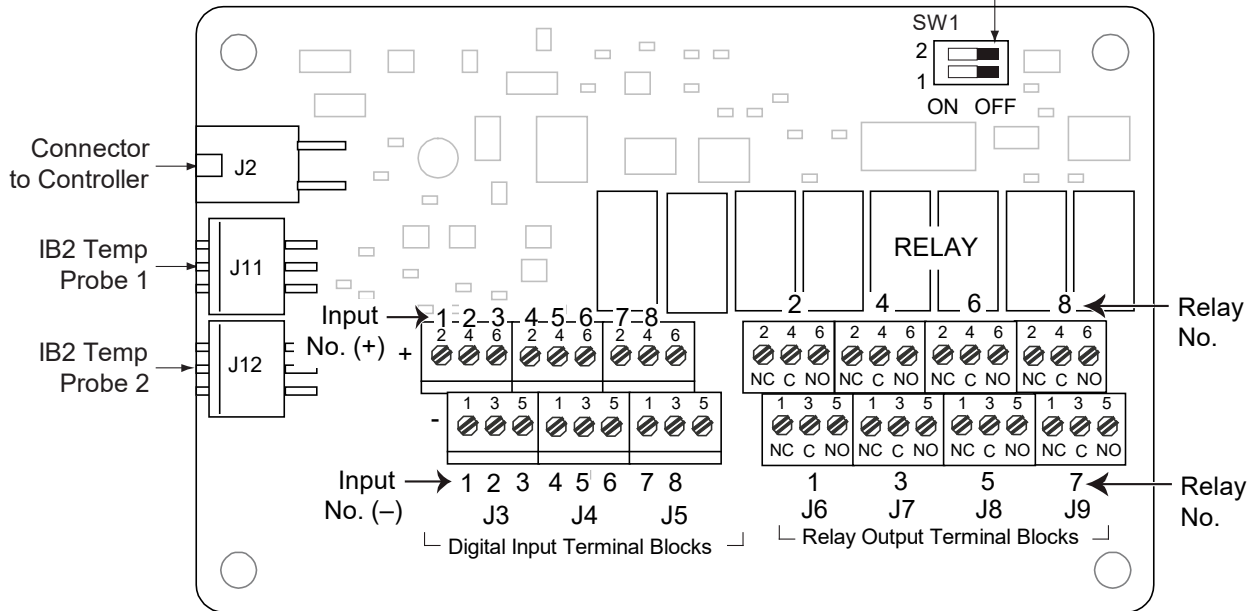 SW1
2
1
ON OFF
Connector
to Controller
J2
IB2 Temp
Probe 1
J11
IB2 Temp
Probe 2
J12
RELAY
2 4 6 8
Relay
No.
Input
No. (+)
1 2 3 4 5 6 7 8
+
2 4 6 2 4 6 2 4 6
2 4 6 2 4 6 2 4 6 2 4 6
NC C NO NC C NO NC C NO NC C NO
-
1 3 5 1 3 5 1 3 5
1 3 5 1 3 5 1 3 5 1 3 5
NC C NO NC C NO NC C NO NC C NO
Input
No. (–)
1 2 3 4 5 6 7 8
J3 J4 J5
Digital Input Terminal Blocks
1 3 5 7
J6 J7 J8 J9
Relay
No.
Relay Output Terminal Blocks